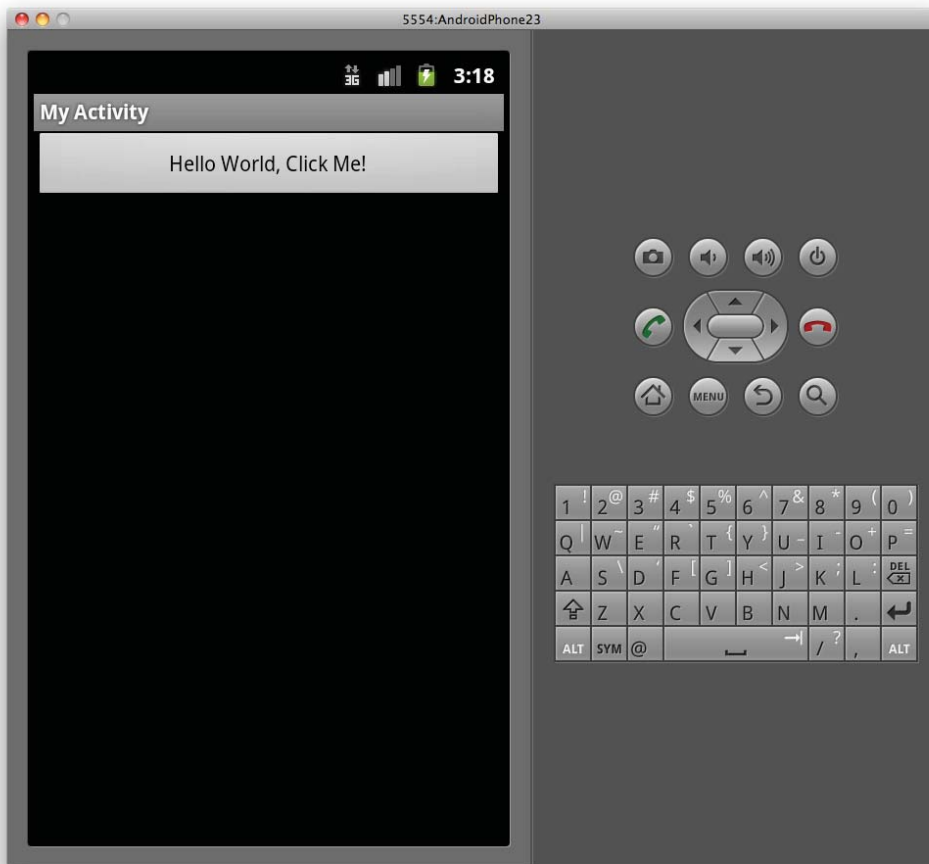 5554:AndroidPhone23
3G 3:18
My Activity
Hello World, Click Me!
MENU
1 ! 2 @ 3 # 4 $ 5 % 6 ^ 7 & 8 * 9 ( 0 )
Q | W ~ E " R ` T { Y } U _ I - O + P =
A S \ D ' F [ G ] H < J > K ; L : DEL
Z X C V B N M .
ALT SYM @ / ? , ALT